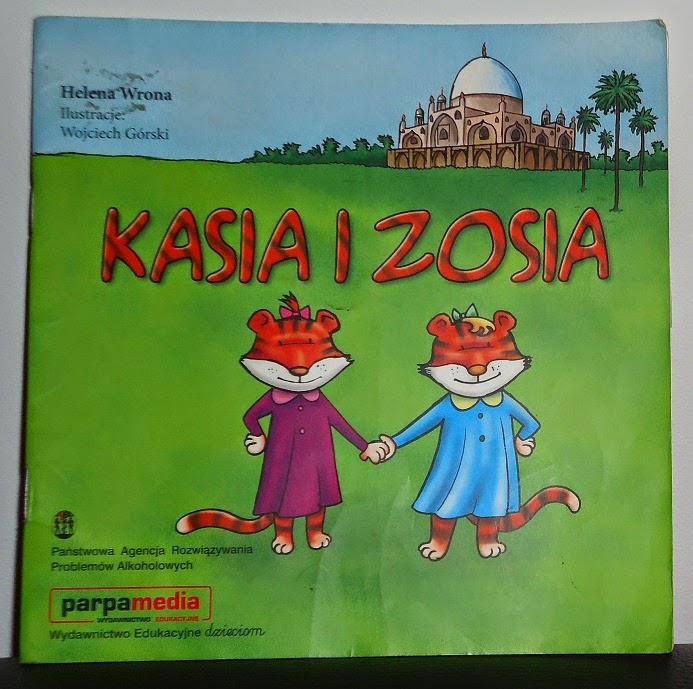 Helena Wrona
Ilustracje:
Wojciech Górski
KASIA I ZOSIA
Państwowa Agencja Rozwiązywania
Problemów Alkoholowych
parpamedia
WYDAWNICTWO EDUKACYJNE
Wydawnictwo Edukacyjne dzieciom